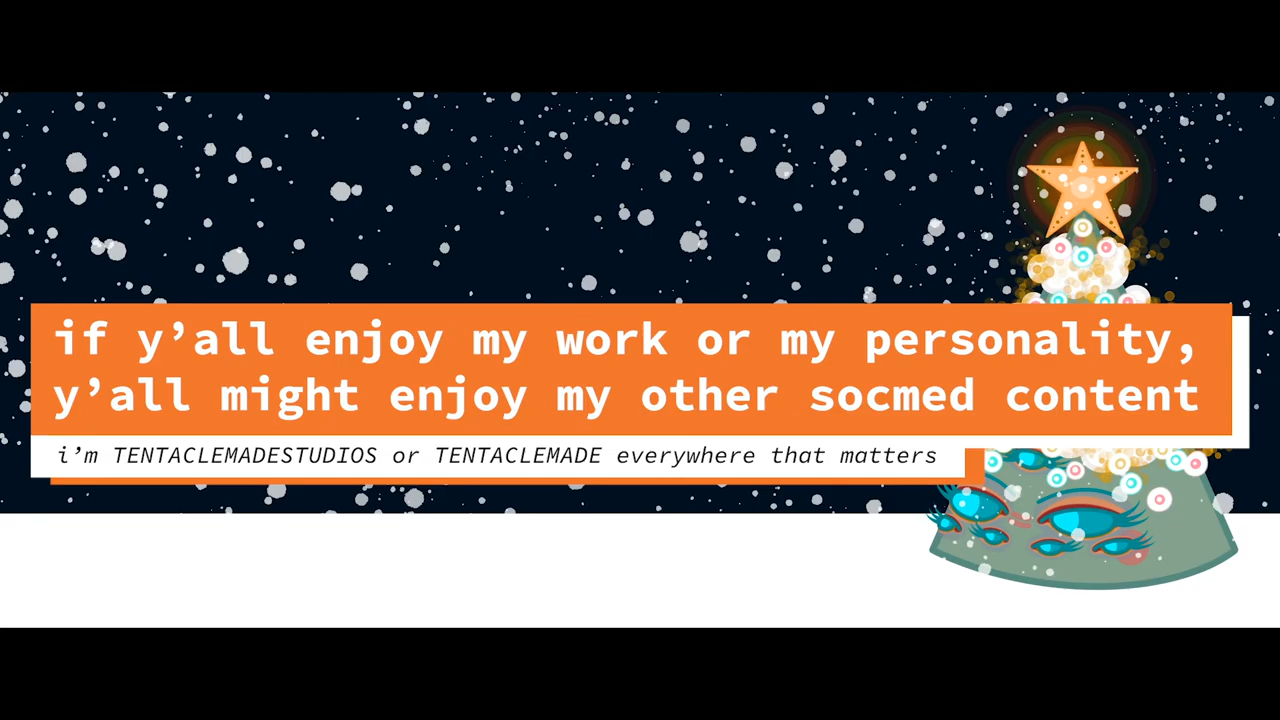 if y’all enjoy my work or my personality,
y’all might enjoy my other socmed content
i’m TENTACLEMADESTUDIOS or TENTACLEMADE everywhere that matters